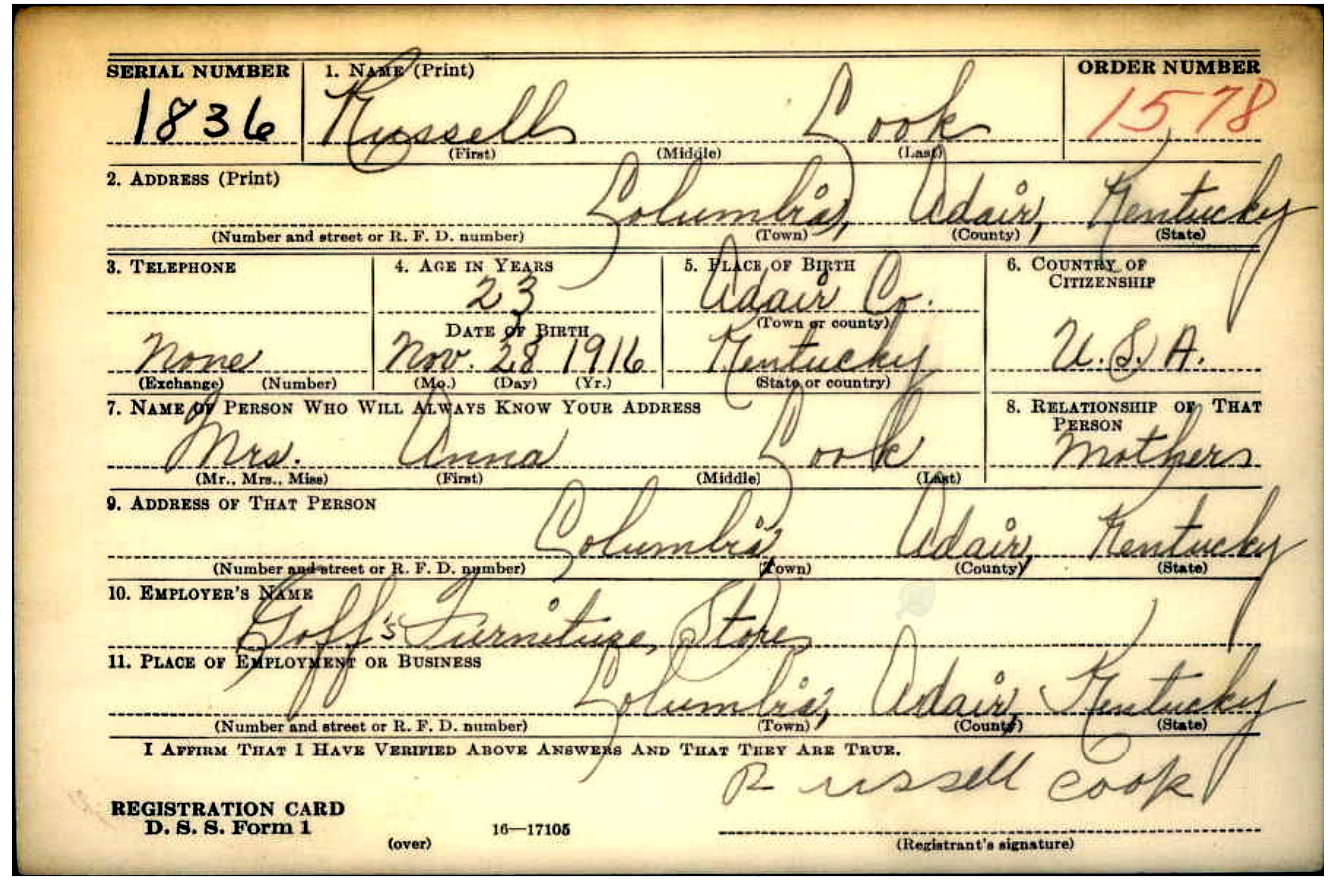 SERIAL NUMBER 1. NAME (Print) ORDER NUMBER
1836 Russell Cook 1578
(First) (Middle) (Last)
2. ADDRESS (Print)
Columbia, Adair, Kentucky
(Number and street or R. F. D. number) (Town) (County) (State)
3. TELEPHONE 4. AGE IN YEARS 5. PLACE OF BIRTH 6. COUNTRY OF CITIZENSHIP
23 Adair Co.
DATE OF BIRTH (Town or county)
None Nov. 28 1916 Kentucky U.S.A.
(Exchange) (Number) (Mo.) (Day) (Yr.) (State or country)
7. NAME OF PERSON WHO WILL ALWAYS KNOW YOUR ADDRESS 8. RELATIONSHIP OF THAT PERSON
Mrs. Anna Cook Mother
(Mr., Mrs., Miss) (First) (Middle) (Last)
9. ADDRESS OF THAT PERSON
Columbia, Adair, Kentucky
(Number and street or R. F. D. number) (Town) (County) (State)
10. EMPLOYER'S NAME
Goff's Furniture Store
11. PLACE OF EMPLOYMENT OR BUSINESS
Columbia, Adair, Kentucky
(Number and street or R. F. D. number) (Town) (County) (State)
I AFFIRM THAT I HAVE VERIFIED ABOVE ANSWERS AND THAT THEY ARE TRUE.
Russell Cook
REGISTRATION CARD
D. S. S. Form 1 16—17105
(over) (Registrant's signature)